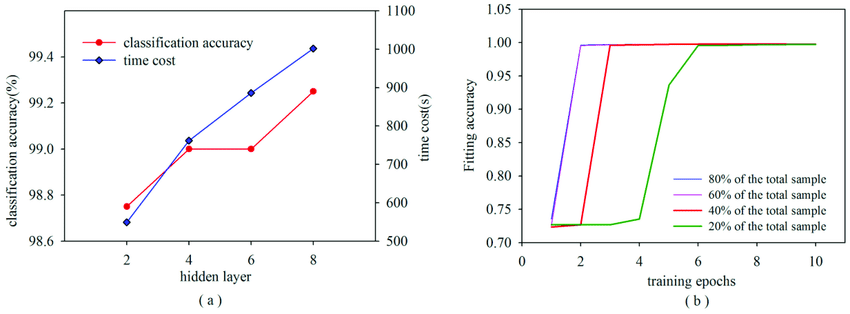 classification accuracy(%)
99.4
99.2
99.0
98.8
98.6
classification accuracy
time cost
1100
1000
900
800
700
600
500
time cost(s)
2 4 6 8
hidden layer
( a )
Fitting accuracy
1.05
1.00
0.95
0.90
0.85
0.80
0.75
0.70
80% of the total sample
60% of the total sample
40% of the total sample
20% of the total sample
0 2 4 6 8 10
training epochs
( b )